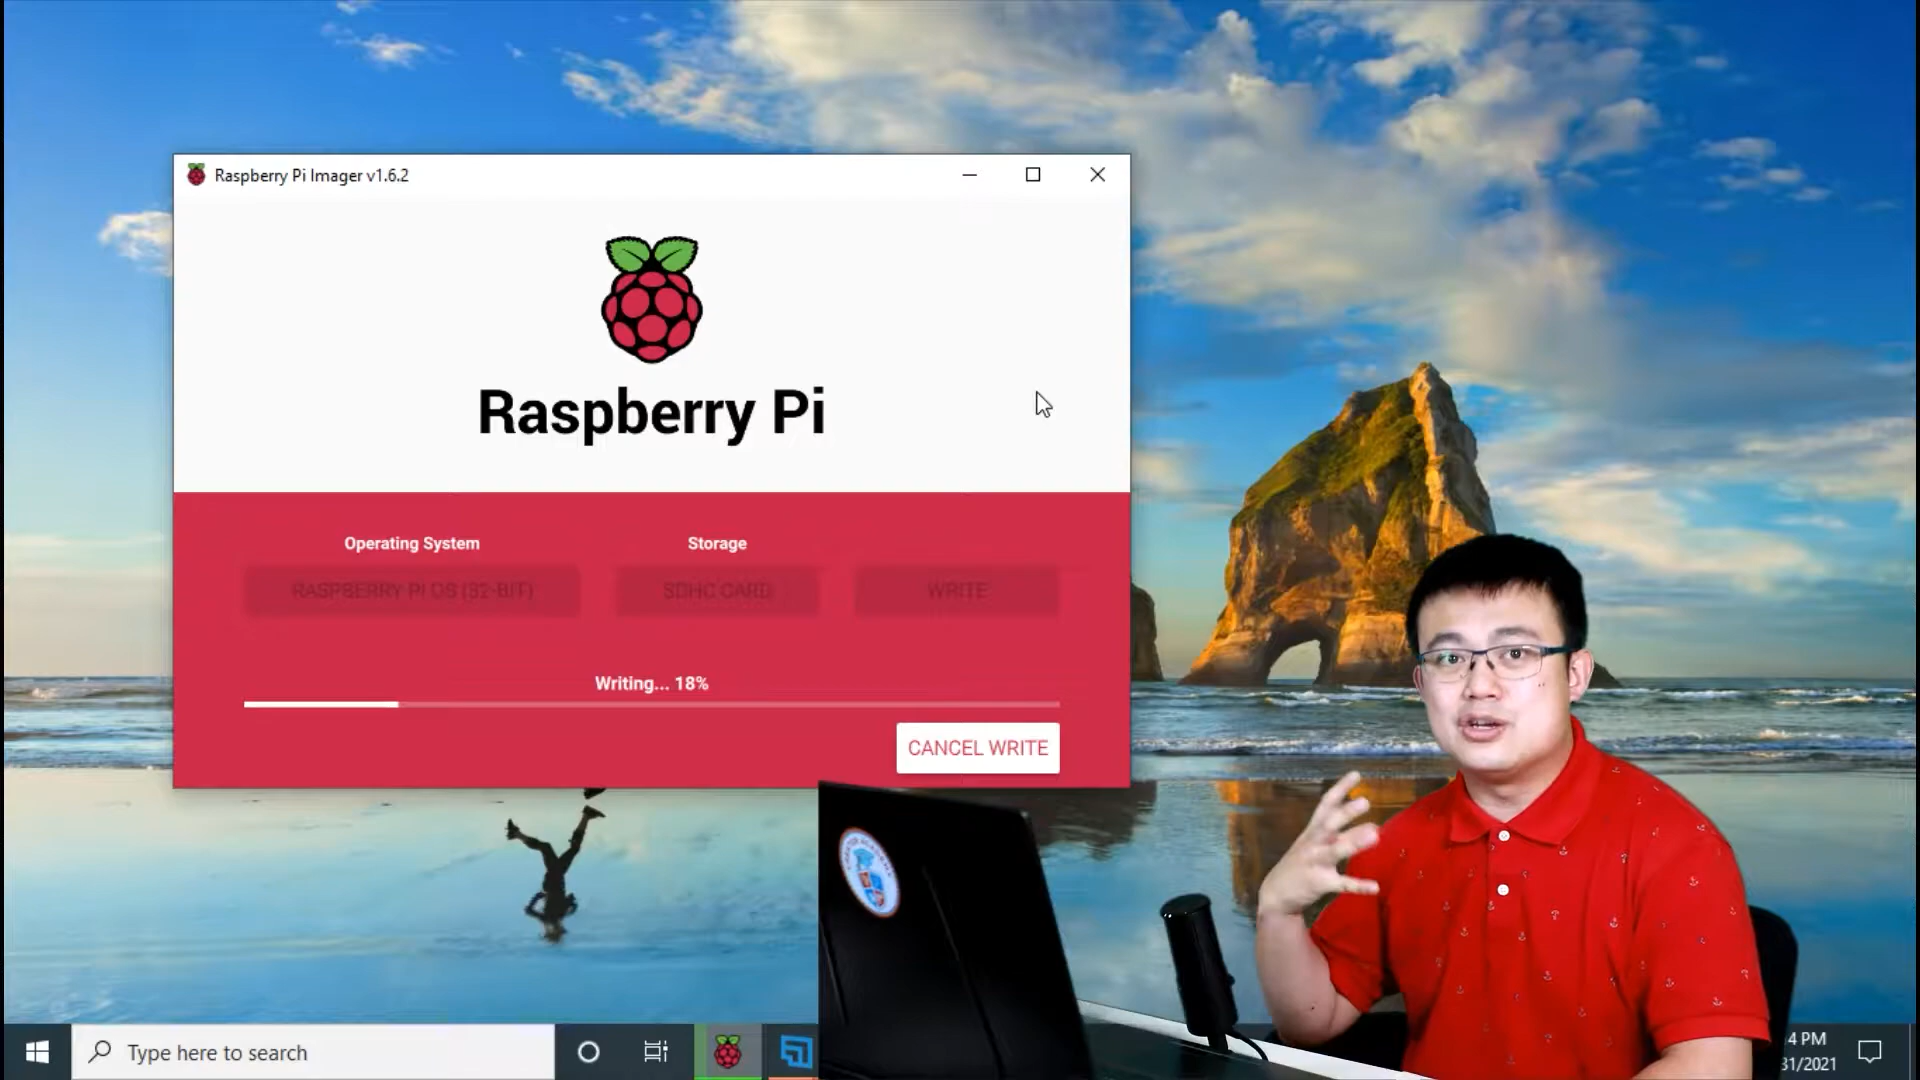 Raspberry Pi Imager v1.6.2
Raspberry Pi
Operating System
Storage
RASPBERRY PI OS (32-BIT)
SDHC CARD
WRITE
Writing... 18%
CANCEL WRITE
Type here to search
4 PM
31/2021